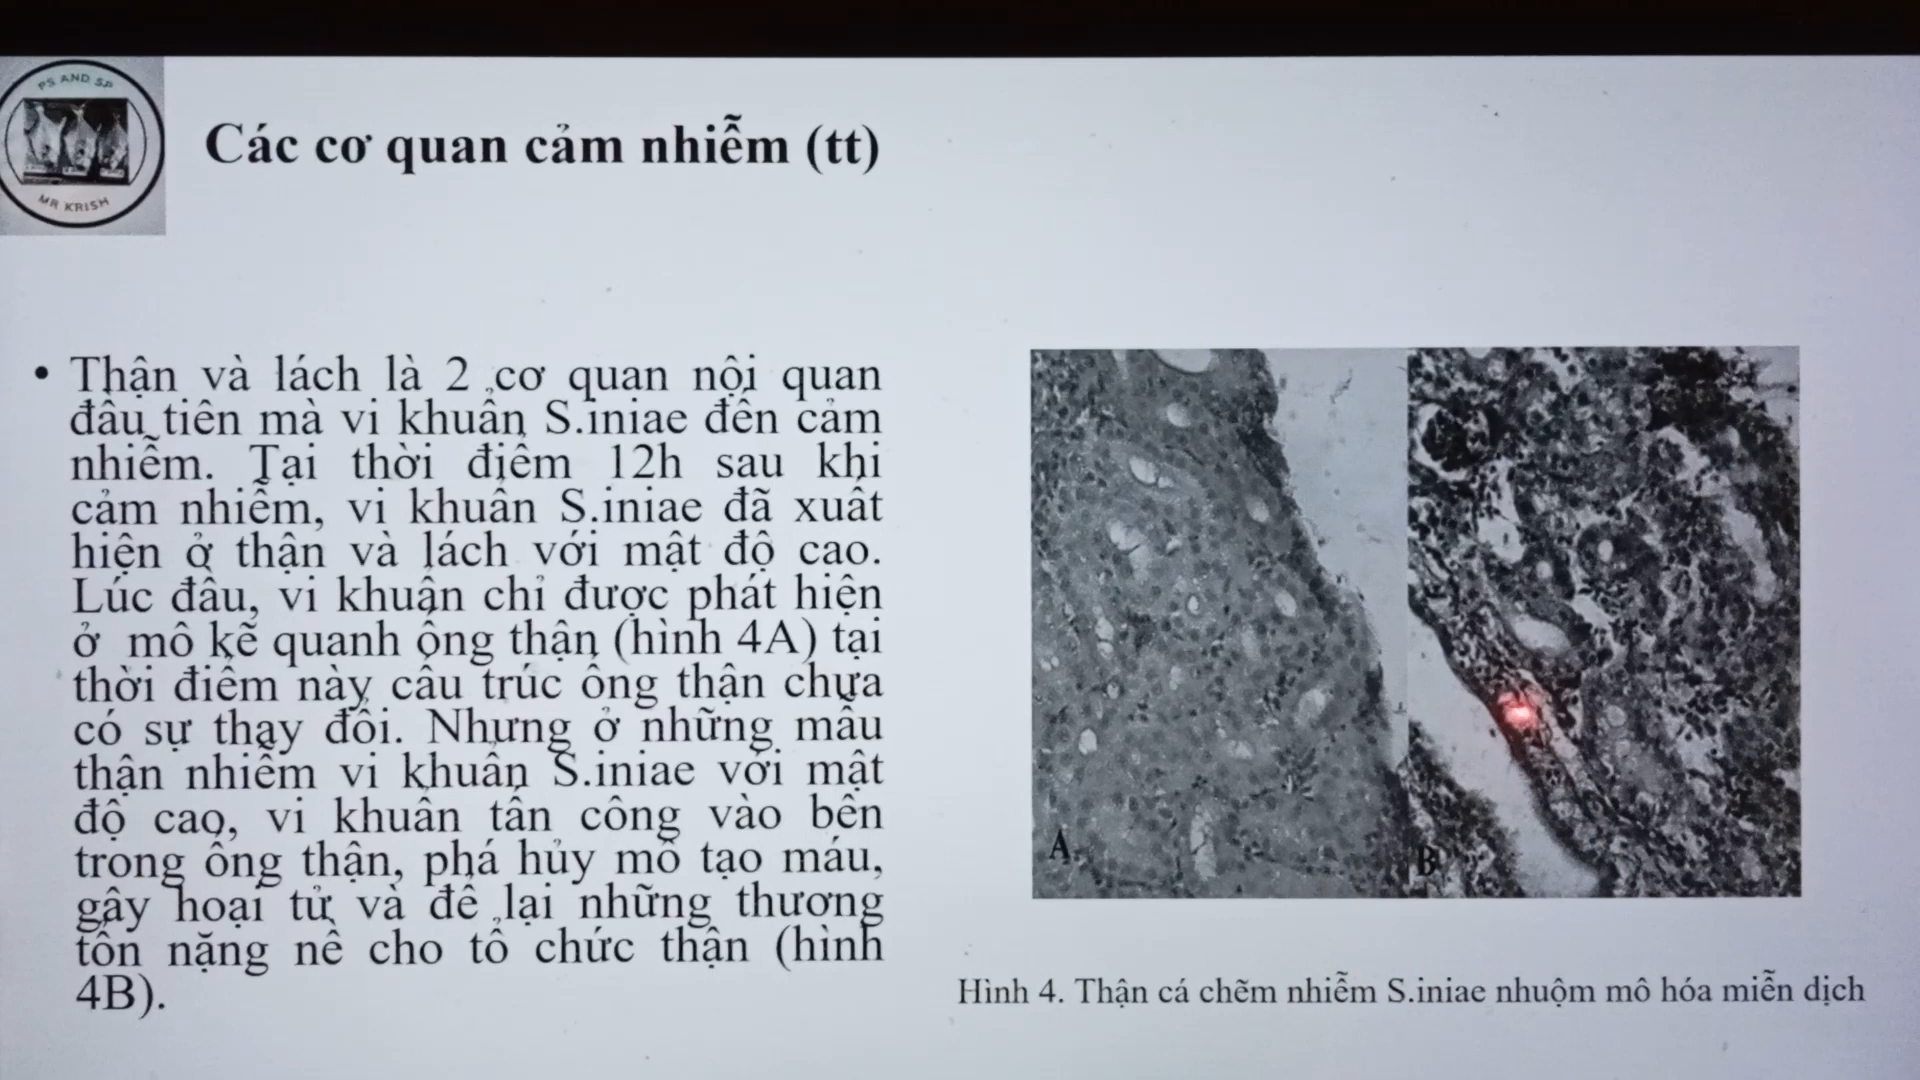 PS AND SP
MR KRISH
Các cơ quan cảm nhiễm (tt)
• Thận và lách là 2 cơ quan nội quan
đầu tiên mà vi khuẩn S.iniae đến cảm
nhiễm. Tại thời điểm 12h sau khi
cảm nhiễm, vi khuẩn S.iniae đã xuất
hiện ở thận và lách với mật độ cao.
Lúc đầu, vi khuẩn chỉ được phát hiện
ở mô kẽ quanh ống thận (hình 4A) tại
thời điểm này cấu trúc ống thận chưa
có sự thay đổi. Nhưng ở những mẫu
thận nhiễm vi khuẩn S.iniae với mật
độ cao, vi khuẩn tấn công vào bên
trong ống thận, phá hủy mô tạo máu,
gây hoại tử và để lại những thương
tổn nặng nề cho tổ chức thận (hình
4B).
A
B
Hình 4. Thận cá chẽm nhiễm S.iniae nhuộm mô hóa miễn dịch